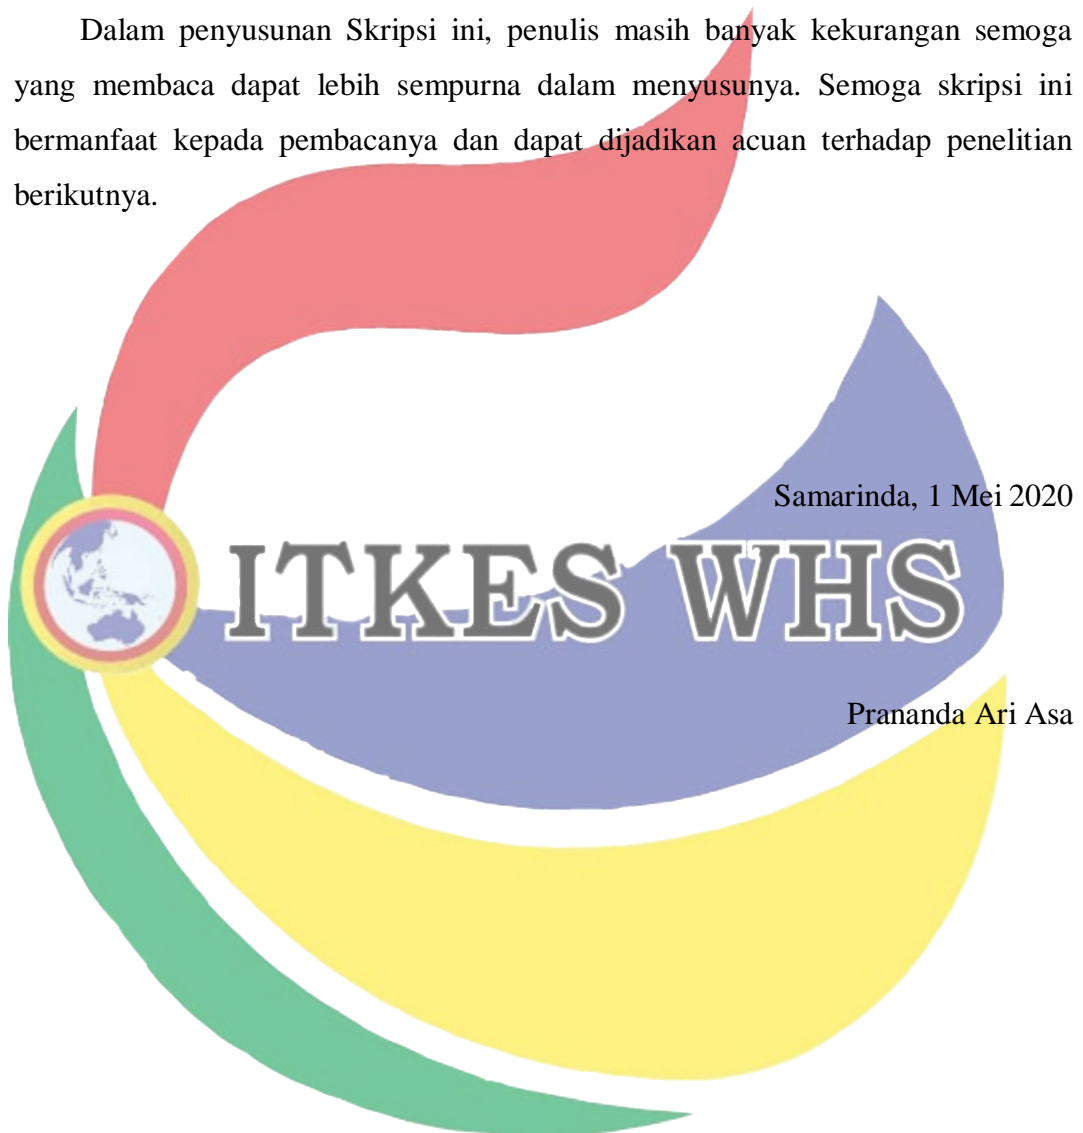 Dalam penyusunan Skripsi ini, penulis masih banyak kekurangan semoga
yang membaca dapat lebih sempurna dalam menyusunya. Semoga skripsi ini
bermanfaat kepada pembacanya dan dapat dijadikan acuan terhadap penelitian
berikutnya.
Samarinda, 1 Mei 2020
ITKES WHS
Prananda Ari Asa